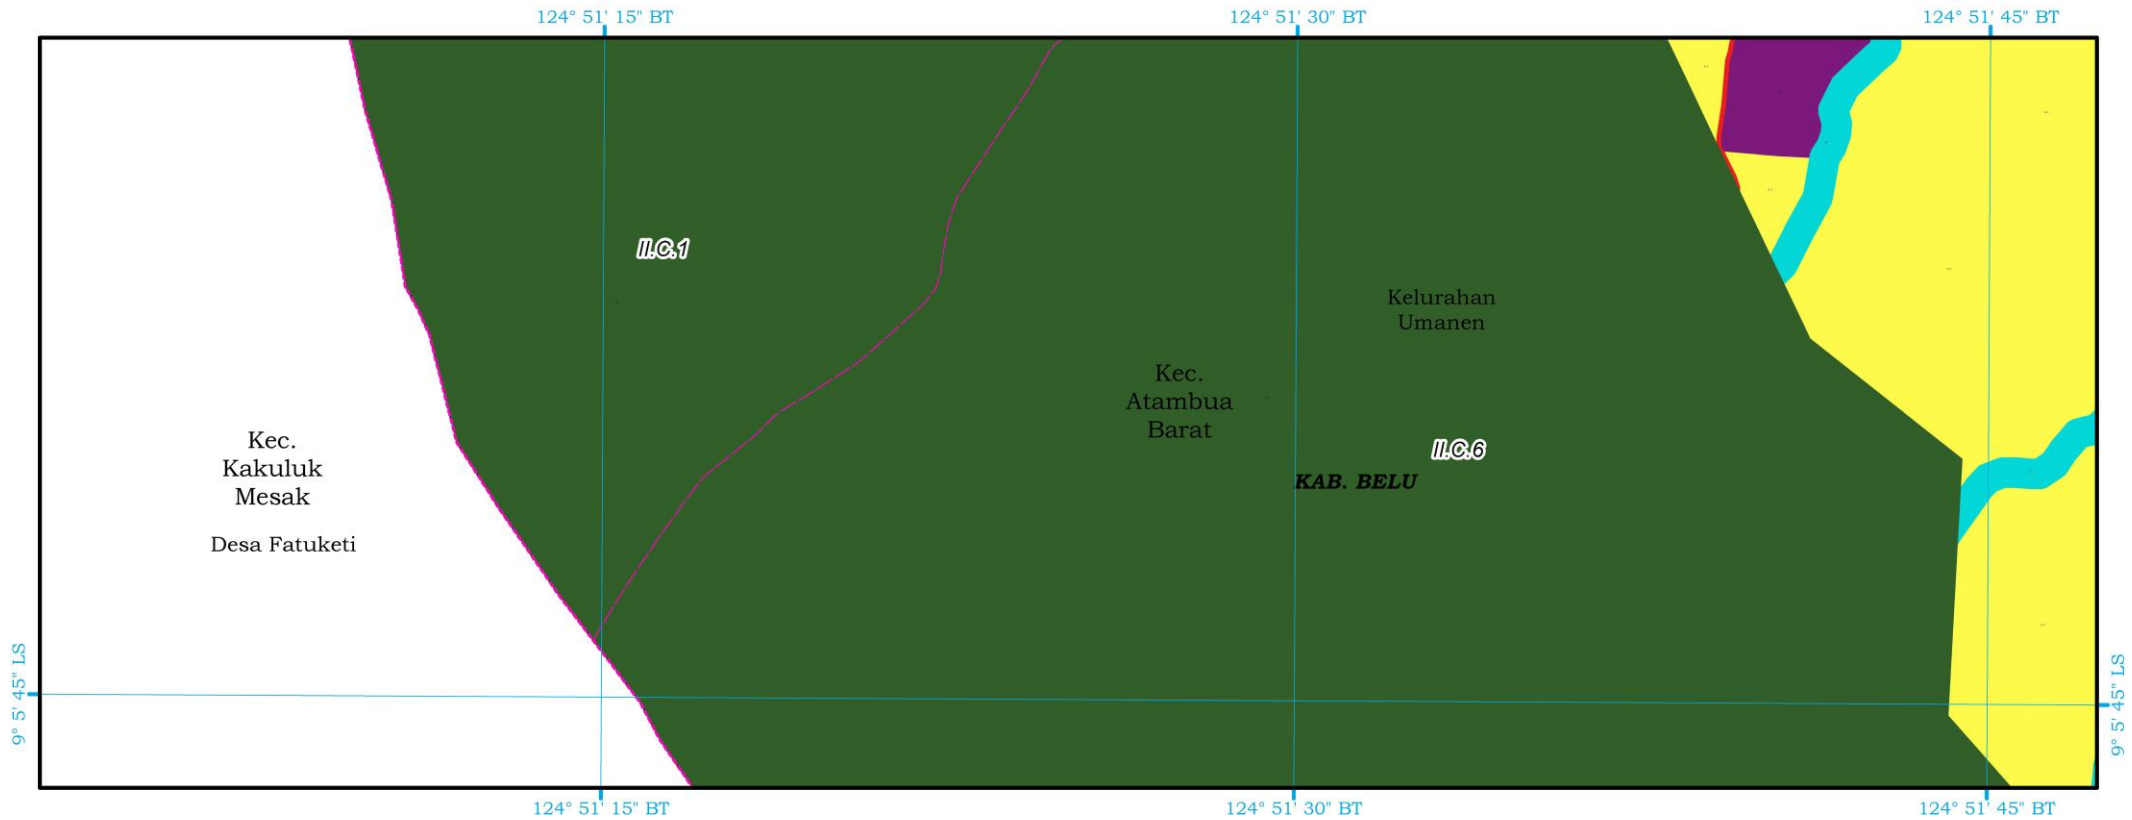 124° 51' 15" BT
124° 51' 30" BT
124° 51' 45" BT
II.C.1
Kelurahan
Umanen
Kec.
Atambua
Barat
II.C.6
KAB. BELU
Kec.
Kakuluk
Mesak
Desa Fatuketi
9° 5' 45" LS
9° 5' 45" LS
124° 51' 15" BT
124° 51' 30" BT
124° 51' 45" BT